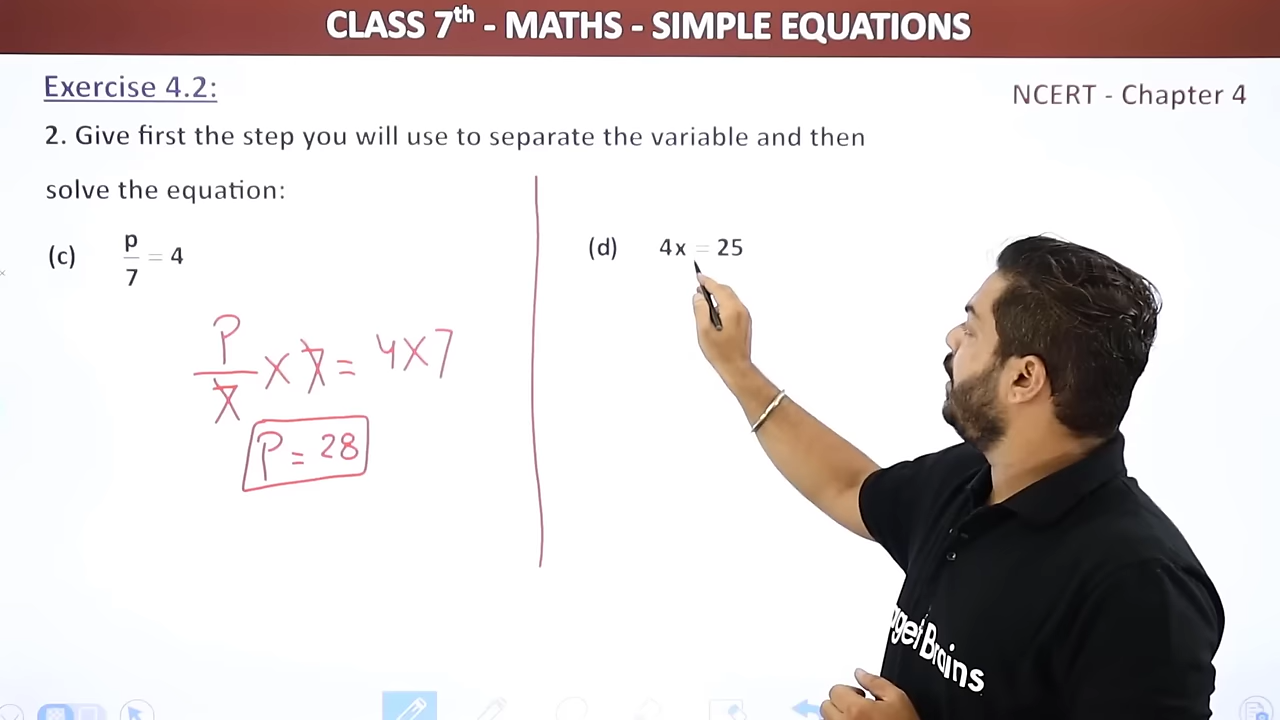 CLASS 7th - MATHS - SIMPLE EQUATIONS
Exercise 4.2:
NCERT - Chapter 4
2. Give first the step you will use to separate the variable and then
solve the equation:
(c) p/7 = 4
P/7 × 7 = 4×7
P = 28
(d) 4x = 25
Brains